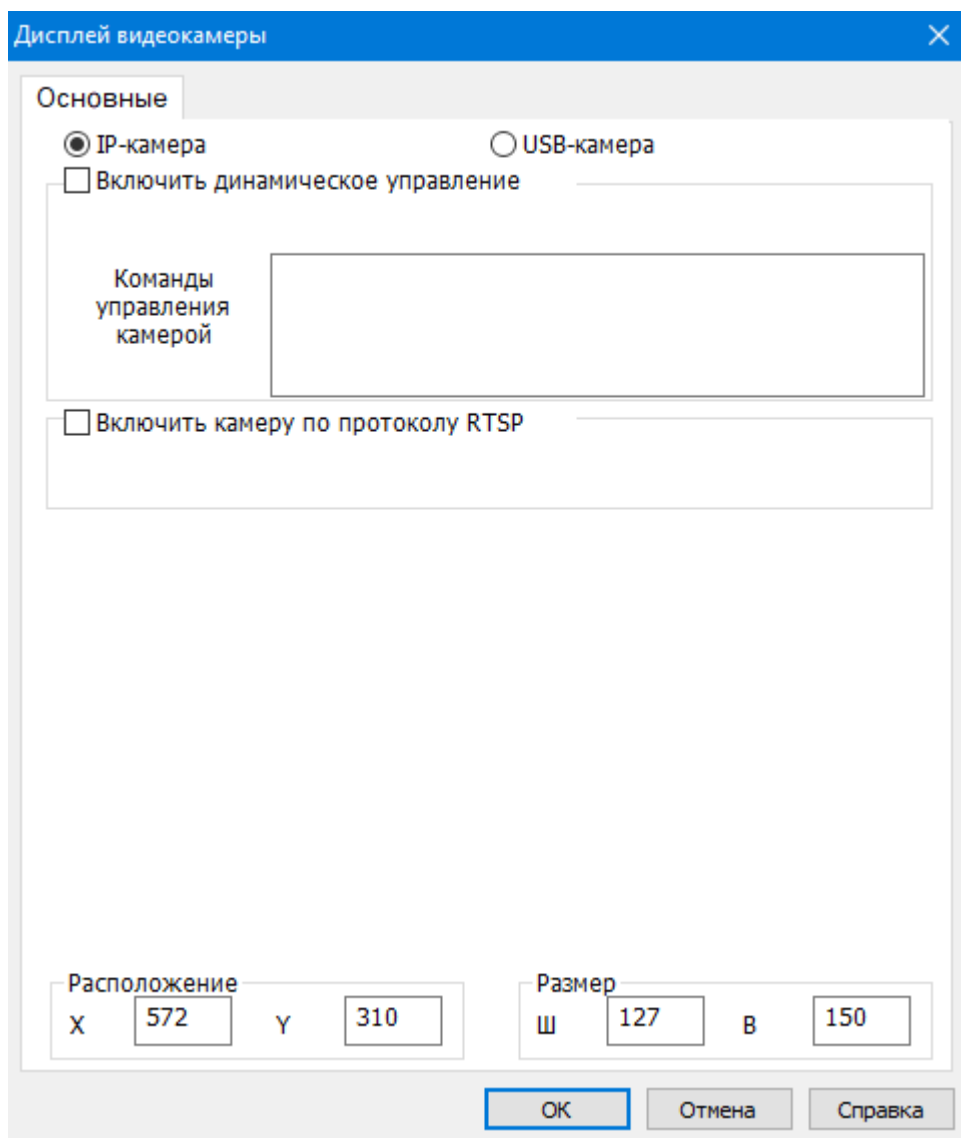 Дисплей видеокамеры
Основные
IP-камера USB-камера
Включить динамическое управление
Команды
управления
камерой
Включить камеру по протоколу RTSP
Расположение Размер
X 572 Y 310 Ш 127 В 150
OK Отмена Справка